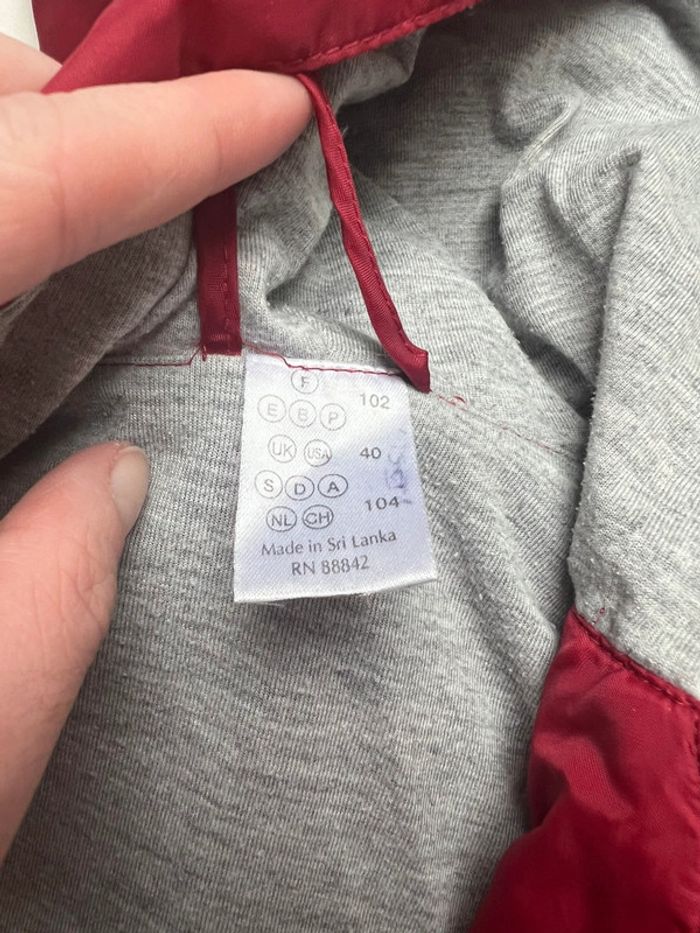 F
102
E B P
UK USA 40
S D A
104
NL CH
Made in Sri Lanka
RN 88842